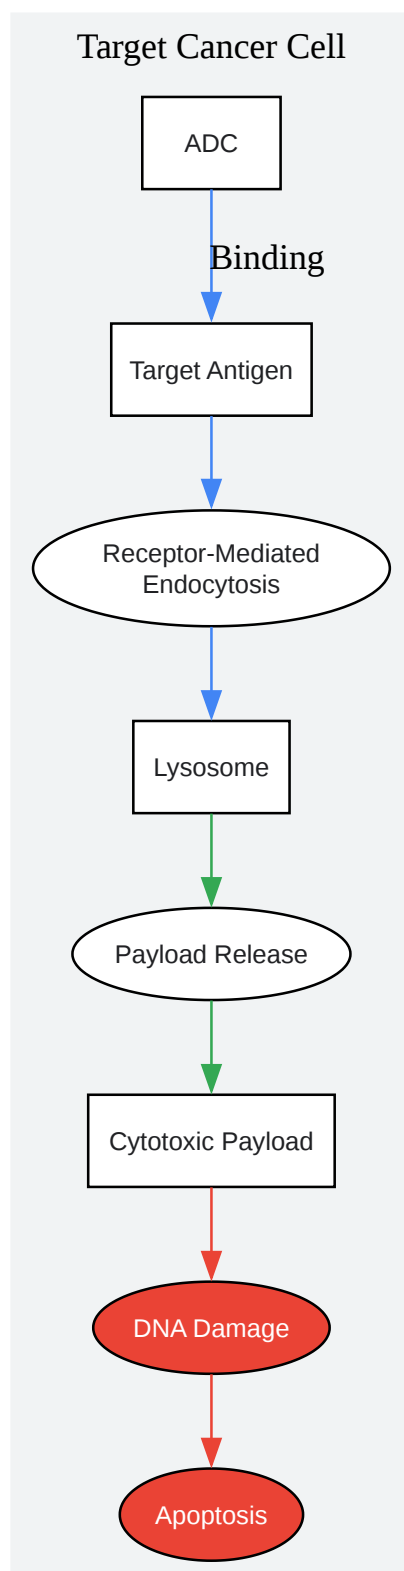 Target Cancer Cell
ADC
Binding
Target Antigen
Receptor-Mediated
Endocytosis
Lysosome
Payload Release
Cytotoxic Payload
DNA Damage
Apoptosis